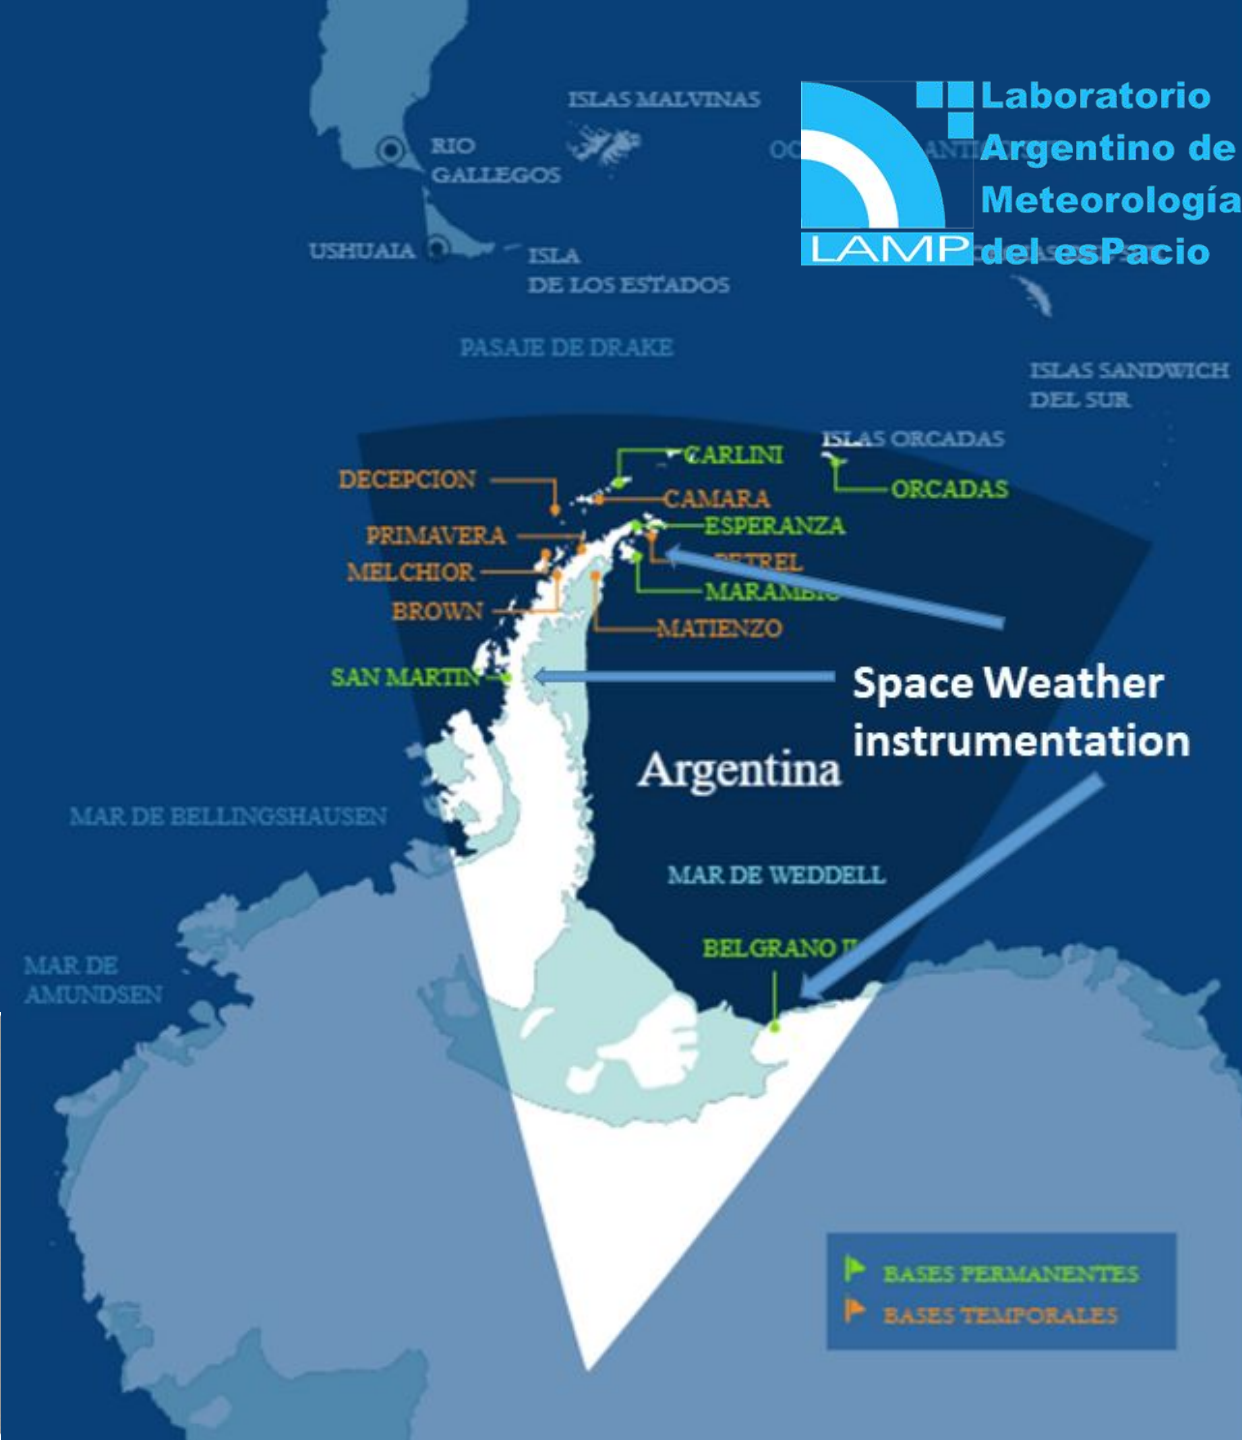 ISLAS MALVINAS
Laboratorio
Argentino de
Meteorología
del esPacio
LAMP
RIO
GALLEGOS
USHUAIA
ISLA
DE LOS ESTADOS
PASAJE DE DRAKE
ISLAS SANDWICH
DEL SUR
ISLAS ORCADAS
CARLINI
DECEPCION
ORCADAS
CAMARA
ESPERANZA
PRIMAVERA
PETREL
MELCHIOR
MARAMBIO
BROWN
MATIENZO
SAN MARTIN
Space Weather
instrumentation
Argentina
MAR DE BELLINGSHAUSEN
MAR DE WEDDELL
BELGRANO II
MAR DE
AMUNDSEN
BASES PERMANENTES
BASES TEMPORALES